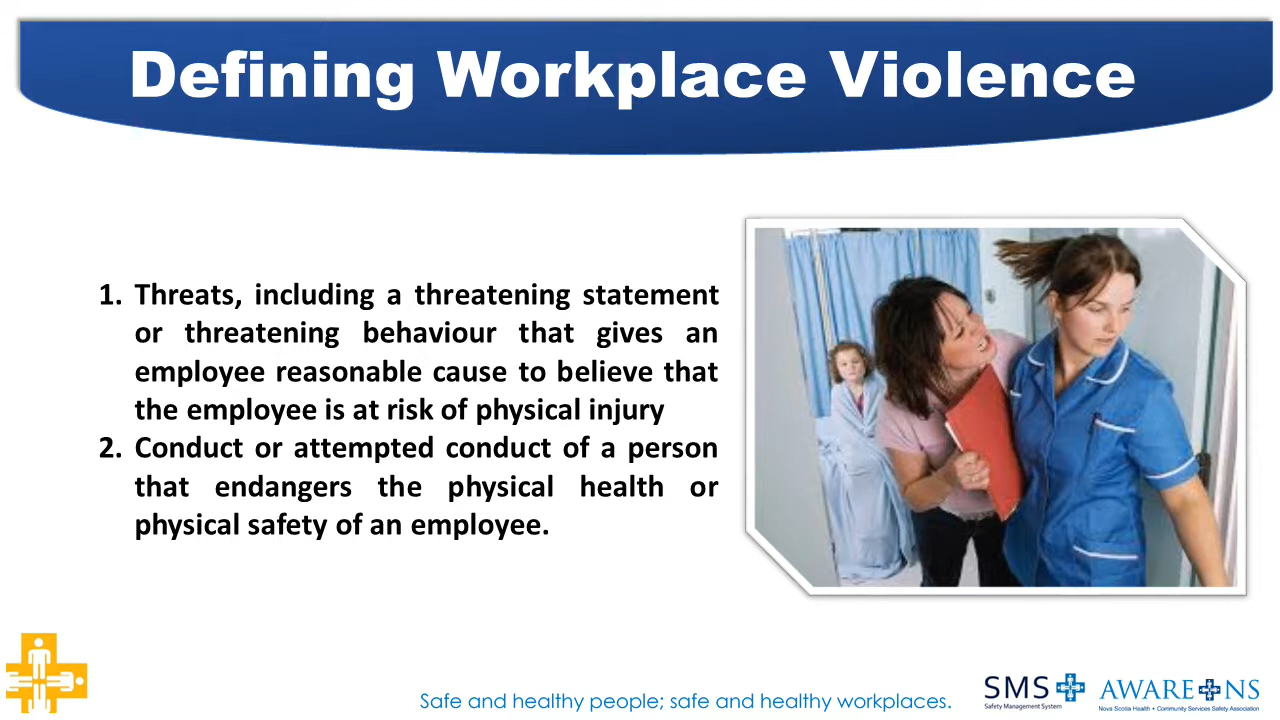 Defining Workplace Violence
1. Threats, including a threatening statement
or threatening behaviour that gives an
employee reasonable cause to believe that
the employee is at risk of physical injury
2. Conduct or attempted conduct of a person
that endangers the physical health or
physical safety of an employee.
Safe and healthy people; safe and healthy workplaces.
SMS
Safety Management System
AWARE NS
Nova Scotia Health + Community Services Safety Association